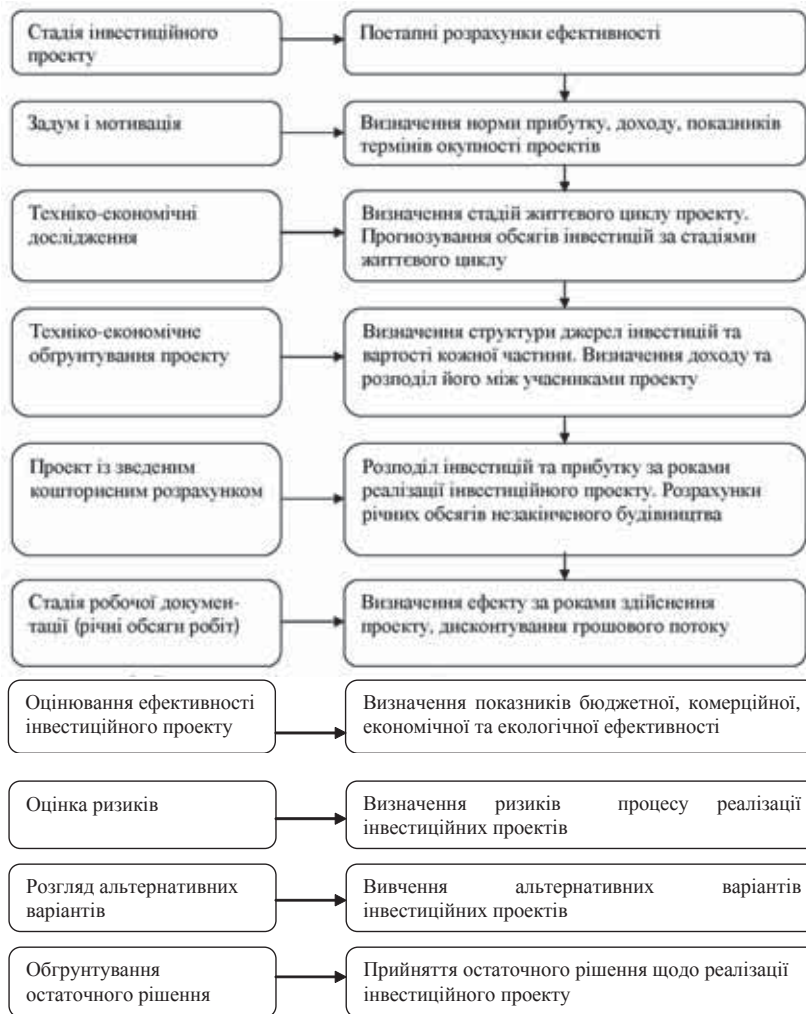 Стадія інвестиційного
проекту
Поетапні розрахунки ефективності
Задум і мотивація
Визначення норми прибутку, доходу, показників
термінів окупності проектів
Техніко-економічні
дослідження
Визначення стадій життєвого циклу проекту.
Прогнозування обсягів інвестицій за стадіями
життєвого циклу
Техніко-економічне
обґрунтування проекту
Визначення структури джерел інвестицій та
вартості кожної частини. Визначення доходу та
розподіл його між учасниками проекту
Проект із зведеним
кошторисним розрахунком
Розподіл інвестицій та прибутку за роками
реалізації інвестиційного проекту. Розрахунки
річних обсягів незакінченого будівництва
Стадія робочої докумен-
тації (річні обсяги робіт)
Визначення ефекту за роками здійснення
проекту, дисконтування грошового потоку
Оцінювання ефективності
інвестиційного проекту
Визначення показників бюджетної, комерційної,
економічної та екологічної ефективності
Оцінка ризиків
Визначення ризиків процесу реалізації
інвестиційних проектів
Розгляд альтернативних
варіантів
Вивчення альтернативних варіантів
інвестиційних проектів
Обгрунтування
остаточного рішення
Прийняття остаточного рішення щодо реалізації
інвестиційного проекту